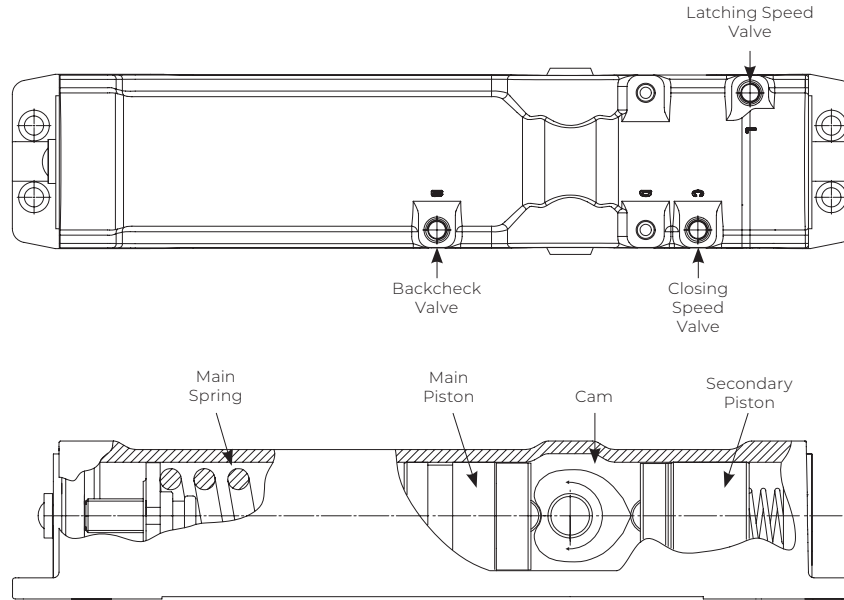 Latching Speed
Valve
L
B
D
C
Backcheck
Valve
Closing
Speed
Valve
Main
Spring
Main
Piston
Cam
Secondary
Piston